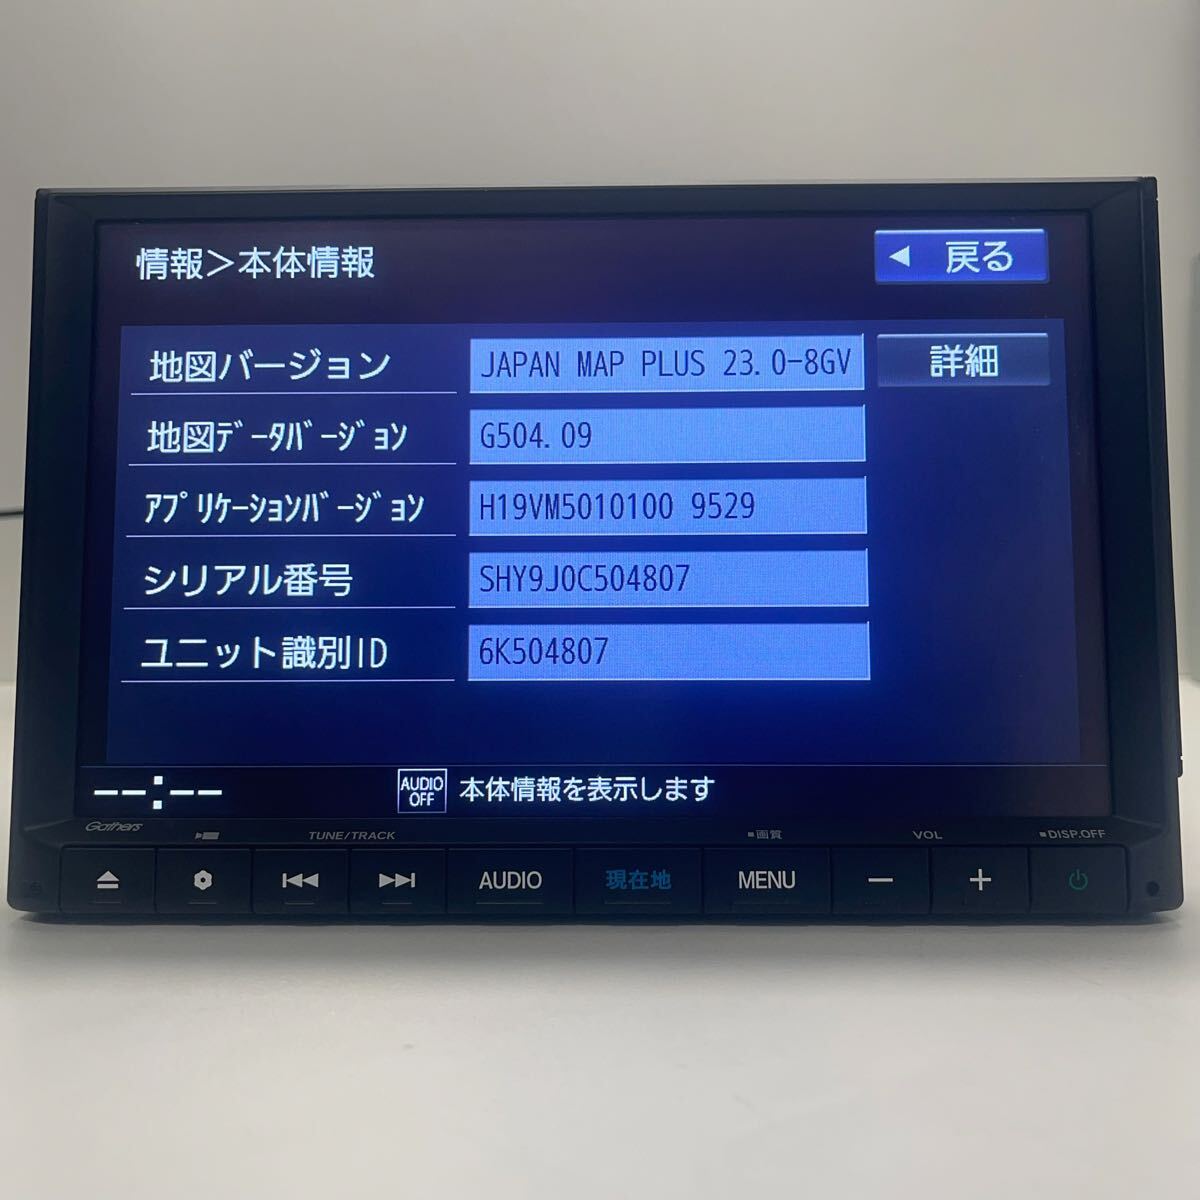 情報＞本体情報
◀ 戻る
地図バージョン
JAPAN MAP PLUS 23.0-8GV
詳細
地図ﾃﾞｰﾀﾊﾞｰｼﾞｮﾝ
G504.09
ｱﾌﾟﾘｹｰｼｮﾝﾊﾞｰｼﾞｮﾝ
H19VM5010100 9529
シリアル番号
SHY9J0C504807
ユニット識別ID
6K504807
--:--
AUDIO
OFF
本体情報を表示します
Gathers
TUNE/TRACK
■画質
VOL
■DISP.OFF
AUDIO
現在地
MENU
−
+